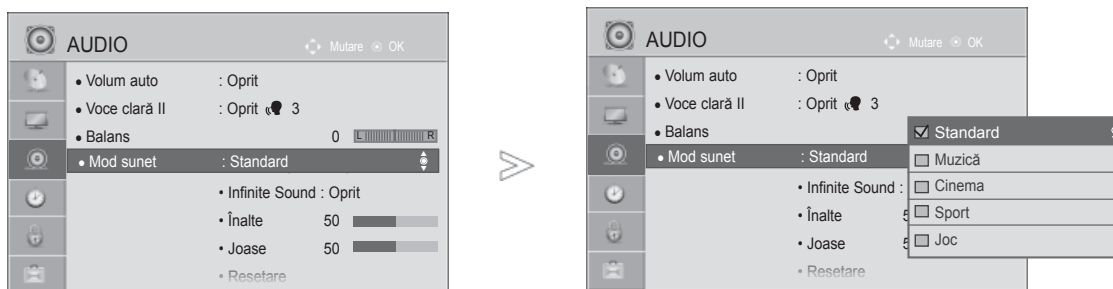 AUDIO
Mutare OK
• Volum auto : Oprit
• Voce clară II : Oprit 3
• Balans 0 L R
• Mod sunet : Standard
• Infinite Sound : Oprit
• Înalte 50
• Joase 50
• Resetare
AUDIO
Mutare OK
• Volum auto : Oprit
• Voce clară II : Oprit 3
• Balans
• Mod sunet : Standard
• Infinite Sound :
• Înalte 5
• Joase 5
• Resetare
Standard
Muzică
Cinema
Sport
Joc